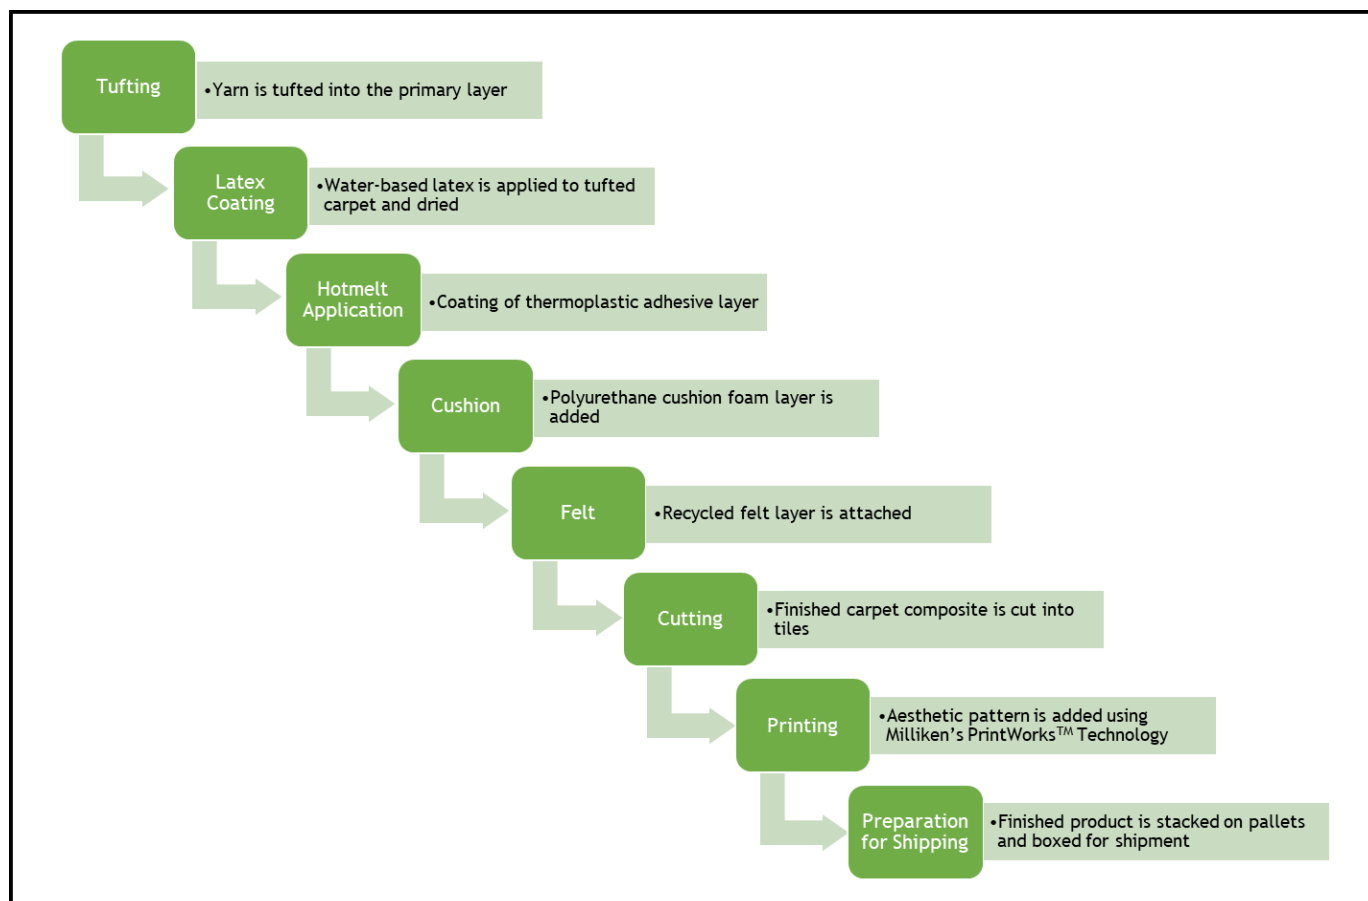 Tufting
•Yarn is tufted into the primary layer
Latex
Coating
•Water-based latex is applied to tufted
carpet and dried
Hotmelt
Application
•Coating of thermoplastic adhesive layer
Cushion
•Polyurethane cushion foam layer is
added
Felt
•Recycled felt layer is attached
Cutting
•Finished carpet composite is cut into
tiles
Printing
•Aesthetic pattern is added using
Milliken’s PrintWorks™ Technology
Preparation
for Shipping
•Finished product is stacked on pallets
and boxed for shipment